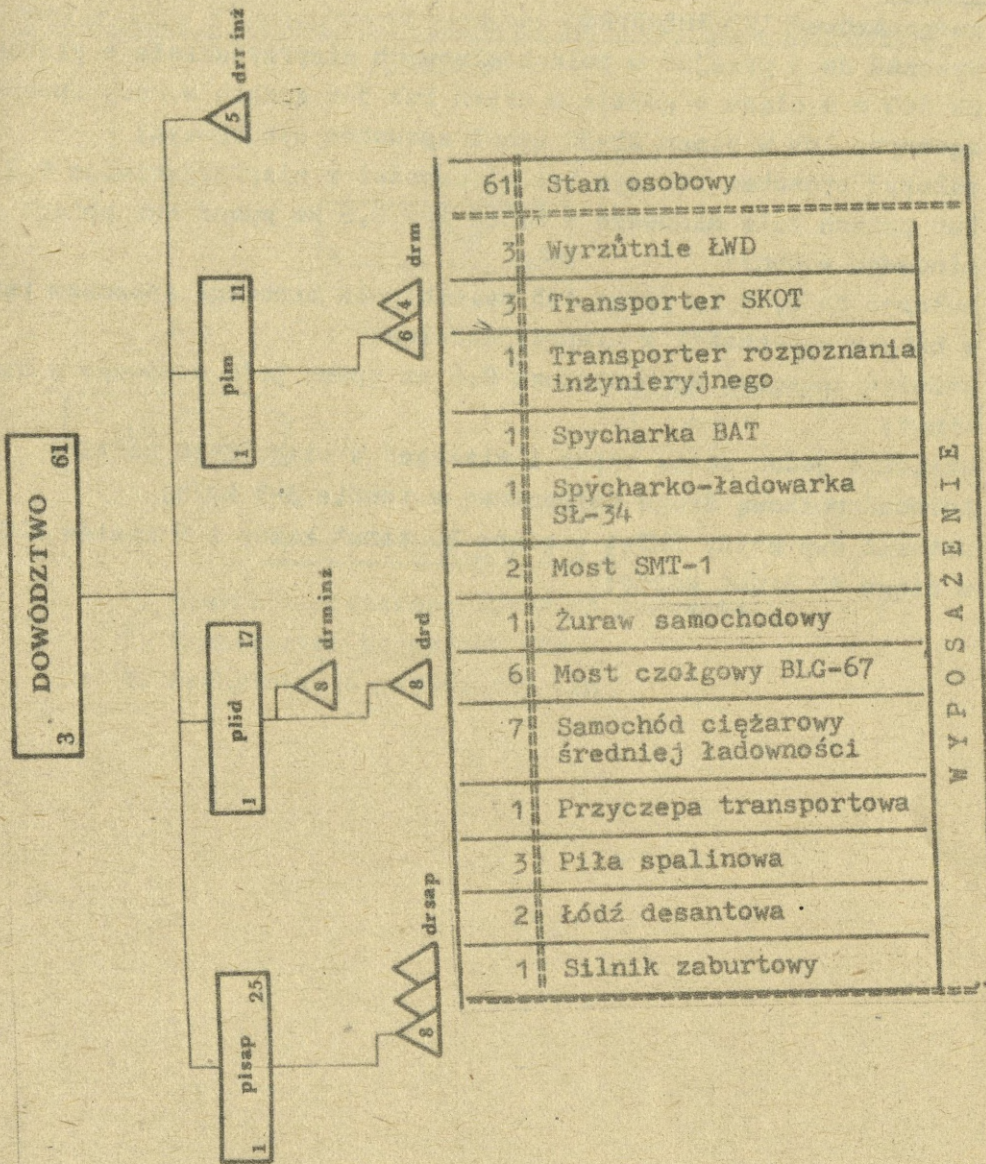 DOWÓDZTWO
3 61
plsap
1 25
8
drsap
plid
1 17
8 drminż
8 drd
plm
1 11
6 4 drm
5 drr inż
61 Stan osobowy
3 Wyrzutnie ŁWD
3 Transporter SKOT
1 Transporter rozpoznania
inżynieryjnego
1 Spycharka BAT
1 Spycharko-ładowarka
SŁ-34
2 Most SMT-1
1 Żuraw samochodowy
6 Most czołgowy BLG-67
7 Samochód ciężarowy
średniej ładowności
1 Przyczepa transportowa
3 Piła spalinowa
2 Łódź desantowa
1 Silnik zaburtowy
WYPOSAŻENIE